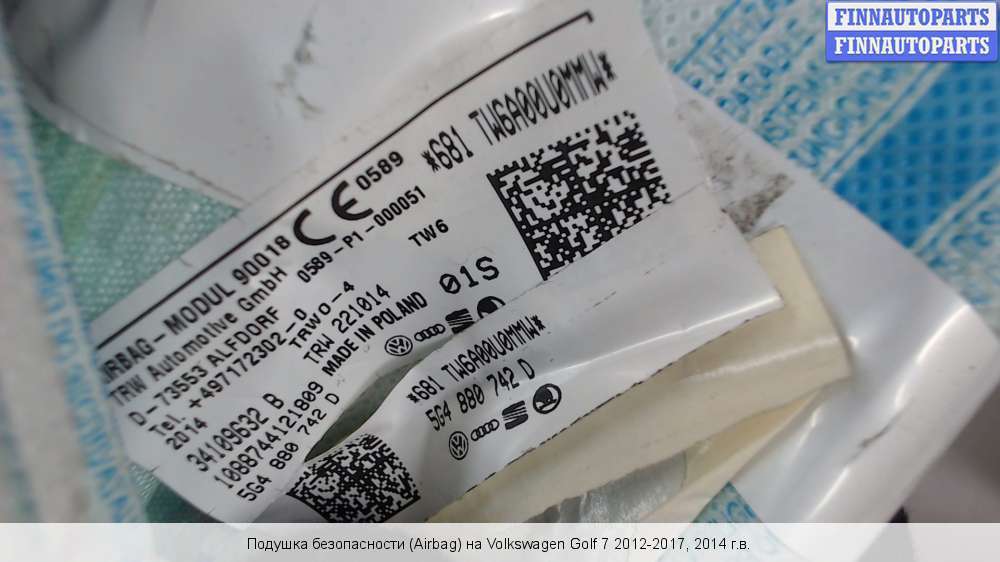 FINNAUTOPARTS
FINNAUTOPARTS
AIRBAG-MODUL 90018
TRW Automotive GmbH
D-73553 ALFDORF
Tel. +497172302-0
2014 TRWO-4
34109632 B TRW 221014
1088744121809 MADE IN POLAND
5G4 880 742 D
CE 0589
0589-P1-000051
TW6
01S
*681 TW6A00U0MMW*
*681 TW6A00U0MMW*
5G4 880 742 D
Подушка безопасности (Airbag) на Volkswagen Golf 7 2012-2017, 2014 г.в.